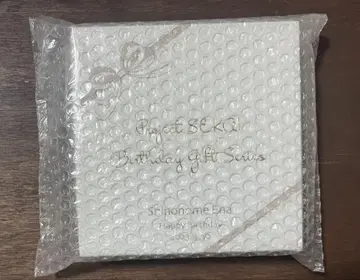 Project SEKAI
Birthday Gift Series
Shinonome Ena
Happy Birthday